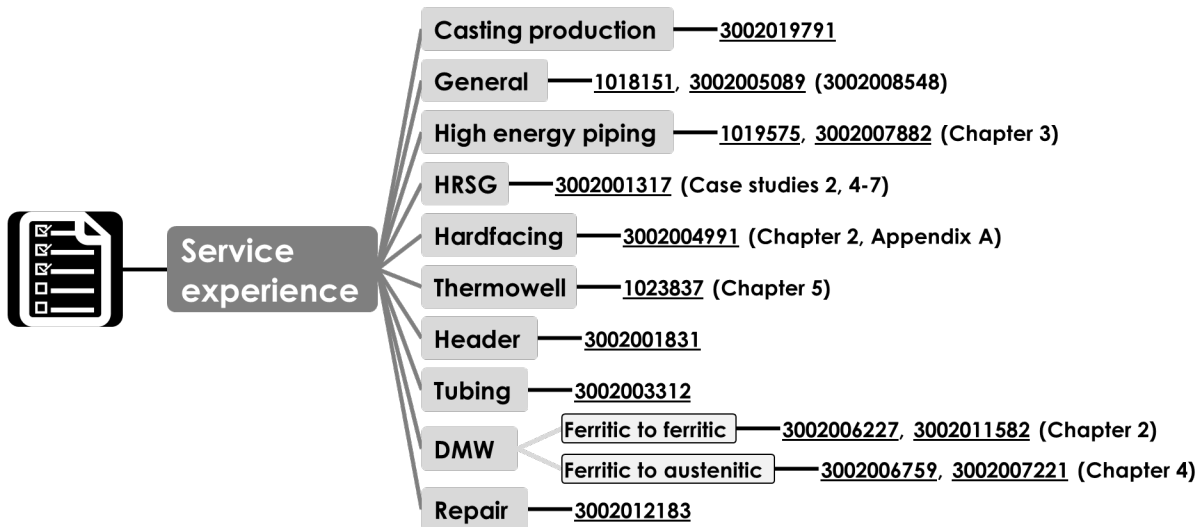 Casting production 3002019791
General 1018151, 3002005089 (3002008548)
High energy piping 1019575, 3002007882 (Chapter 3)
HRSG 3002001317 (Case studies 2, 4-7)
Hardfacing 3002004991 (Chapter 2, Appendix A)
Service
experience
Thermowell 1023837 (Chapter 5)
Header 3002001831
Tubing 3002003312
DMW
Ferritic to ferritic 3002006227, 3002011582 (Chapter 2)
Ferritic to austenitic 3002006759, 3002007221 (Chapter 4)
Repair 3002012183